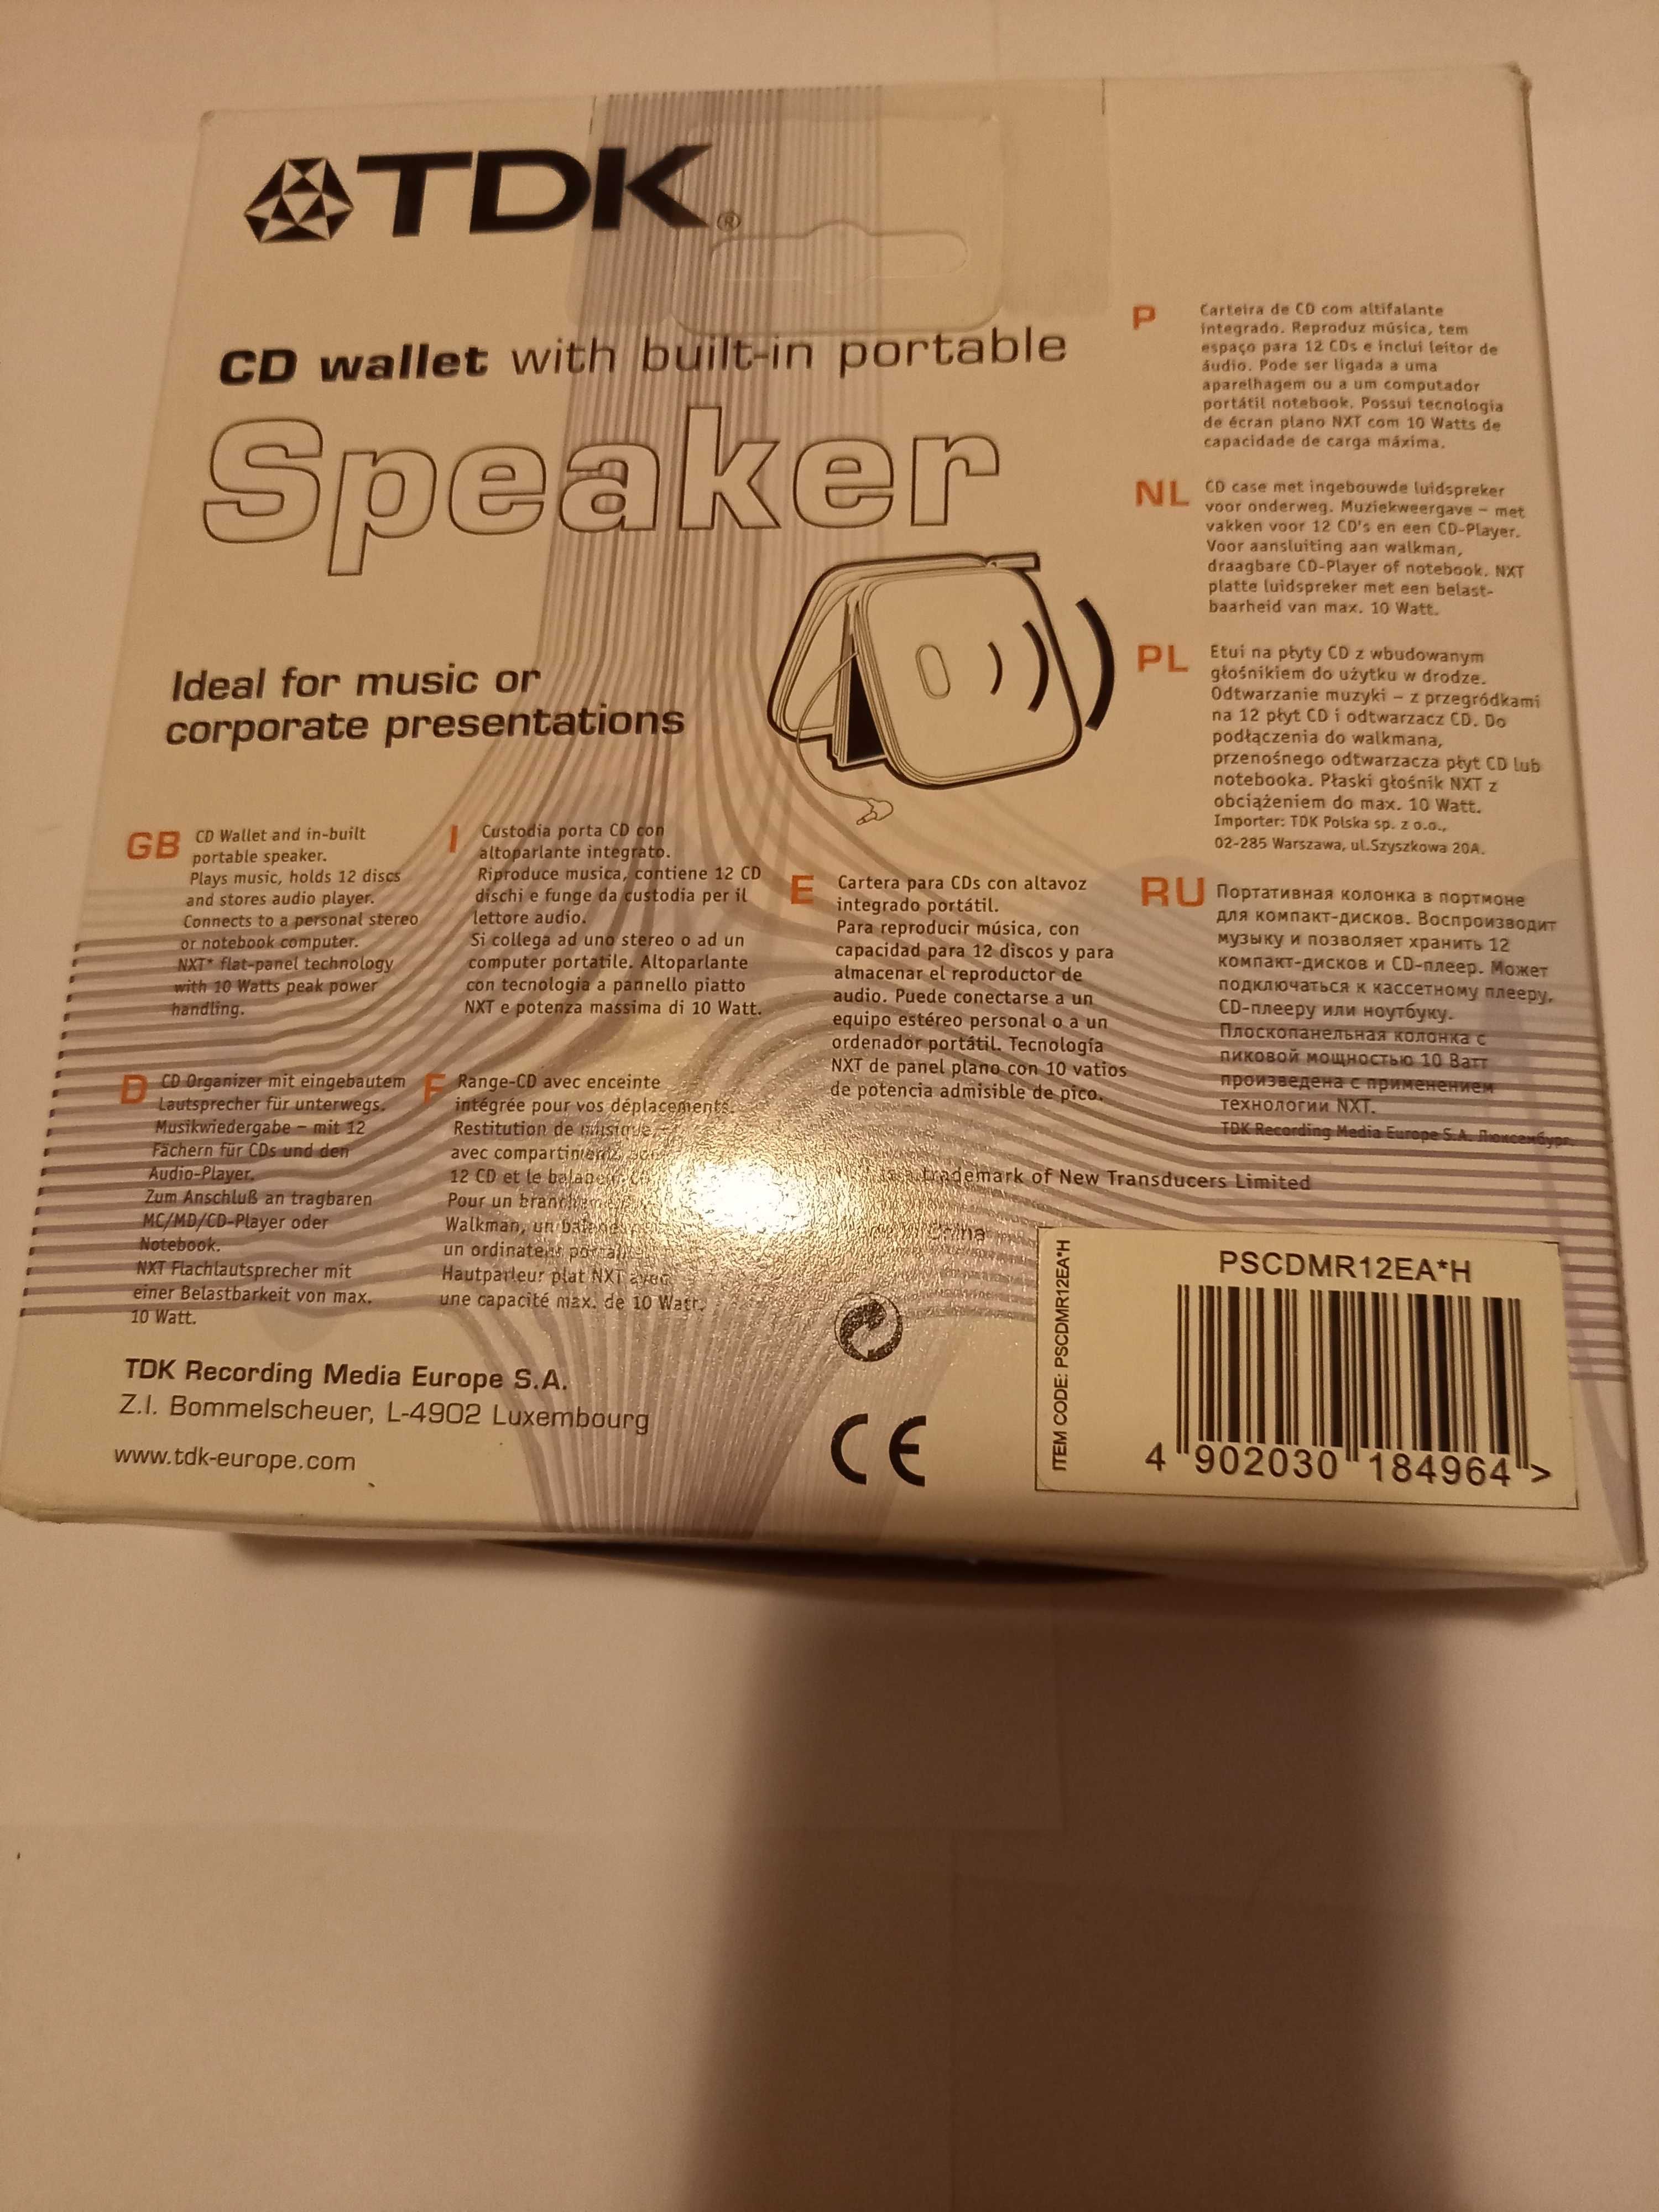 TDK®
CD wallet with built-in portable
Speaker
Ideal for music or
corporate presentations
GB
CD Wallet and in-built
portable speaker.
Plays music, holds 12 discs
and stores audio player.
Connects to a personal stereo
or notebook computer.
NXT* flat-panel technology
with 10 Watts peak power
handling.
I
Custodia porta CD con
altoparlante integrato.
Riproduce musica, contiene 12 CD
dischi e funge da custodia per il
lettore audio.
Si collega ad uno stereo o ad un
computer portatile. Altoparlante
con tecnologia a pannello piatto
NXT e potenza massima di 10 Watt.
D
CD Organizer mit eingebautem
Lautsprecher für unterwegs.
Musikwiedergabe – mit 12
Fächern für CDs und den
Audio-Player.
Zum Anschluß an tragbaren
MC/MD/CD-Player oder
Notebook.
NXT Flachlautsprecher mit
einer Belastbarkeit von max.
10 Watt.
F
Range-CD avec enceinte
intégrée pour vos déplacements.
Restitution de musique –
avec compartiments
12 CD et le
Pour un
Walkman, un
un ordinateur
Hautparleur plat NXT avec
une capacité max. de 10 Watt.
E
Cartera para CDs con altavoz
integrado portátil.
Para reproducir música, con
capacidad para 12 discos y para
almacenar el reproductor de
audio. Puede conectarse a un
equipo estéreo personal o a un
ordenador portátil. Tecnología
NXT de panel plano con 10 vatios
de potencia admisible de pico.
P
Carteira de CD com altifalante
integrado. Reproduz música, tem
espaço para 12 CDs e inclui leitor de
áudio. Pode ser ligada a uma
aparelhagem ou a um computador
portátil notebook. Possui tecnologia
de écran plano NXT com 10 Watts de
capacidade de carga máxima.
NL
CD case met ingebouwde luidspreker
voor onderweg. Muziekweergave – met
vakken voor 12 CD's en een CD-Player.
Voor aansluiting aan walkman,
draagbare CD-Player of notebook. NXT
platte luidspreker met een belast-
baarheid van max. 10 Watt.
PL
Etui na płyty CD z wbudowanym
głośnikiem do użytku w drodze.
Odtwarzanie muzyki – z przegródkami
na 12 płyt CD i odtwarzacz CD. Do
podłączenia do walkmana,
przenośnego odtwarzacza płyt CD lub
notebooka. Płaski głośnik NXT z
obciążeniem do max. 10 Watt.
Importer: TDK Polska sp. z o.o.,
02-285 Warszawa, ul.Szyszkowa 20A.
RU
Портативная колонка в портмоне
для компакт-дисков. Воспроизводит
музыку и позволяет хранить 12
компакт-дисков и CD-плеер. Может
подключаться к кассетному плееру,
CD-плееру или ноутбуку.
Плоскопанельная колонка с
пиковой мощностью 10 Ватт
произведена с применением
технологии NXT.
TDK Recording Media Europe S.A. Люксембург.
is a trademark of New Transducers Limited
China
TDK Recording Media Europe S.A.
Z.I. Bommelscheuer, L-4902 Luxembourg
www.tdk-europe.com
CE
ITEM CODE: PSCDMR12EA*H
PSCDMR12EA*H
4 902030 184964 >